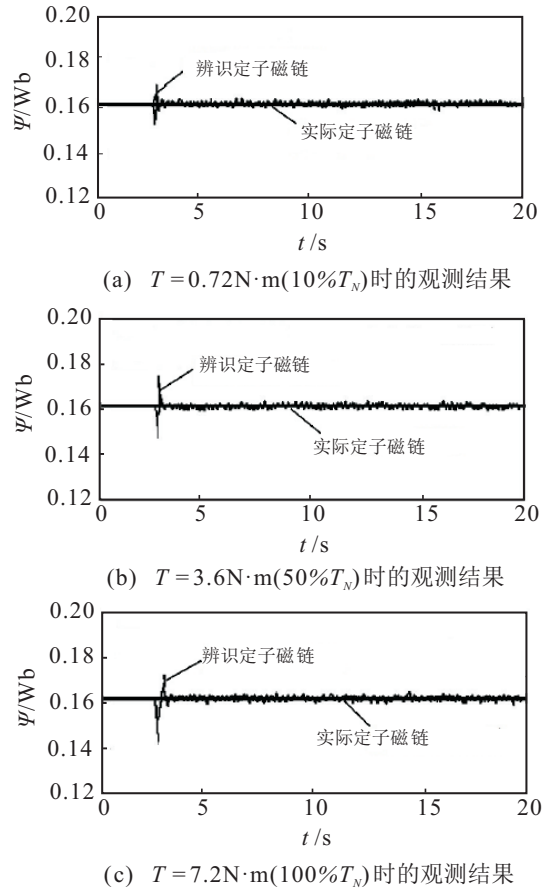 0.20
0.18
0.16
0.14
0.12
Ψ/Wb
辨识定子磁链
实际定子磁链
0 5 10 15 20
t/s
(a) T=0.72N·m(10%T_N)时的观测结果
0.20
0.18
0.16
0.14
0.12
Ψ/Wb
辨识定子磁链
实际定子磁链
0 5 10 15 20
t/s
(b) T=3.6N·m(50%T_N)时的观测结果
0.20
0.18
0.16
0.14
0.12
Ψ/Wb
辨识定子磁链
实际定子磁链
0 5 10 15 20
t/s
(c) T=7.2N·m(100%T_N)时的观测结果